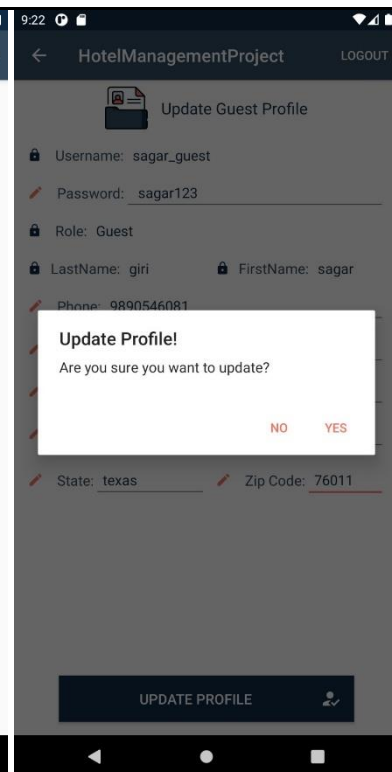 9:22
HotelManagementProject LOGOUT
Update Guest Profile
Username: sagar_guest
Password: sagar123
Role: Guest
LastName: giri FirstName: sagar
Phone: 9890546081
Update Profile!
Are you sure you want to update?
NO YES
State: texas Zip Code: 76011
UPDATE PROFILE